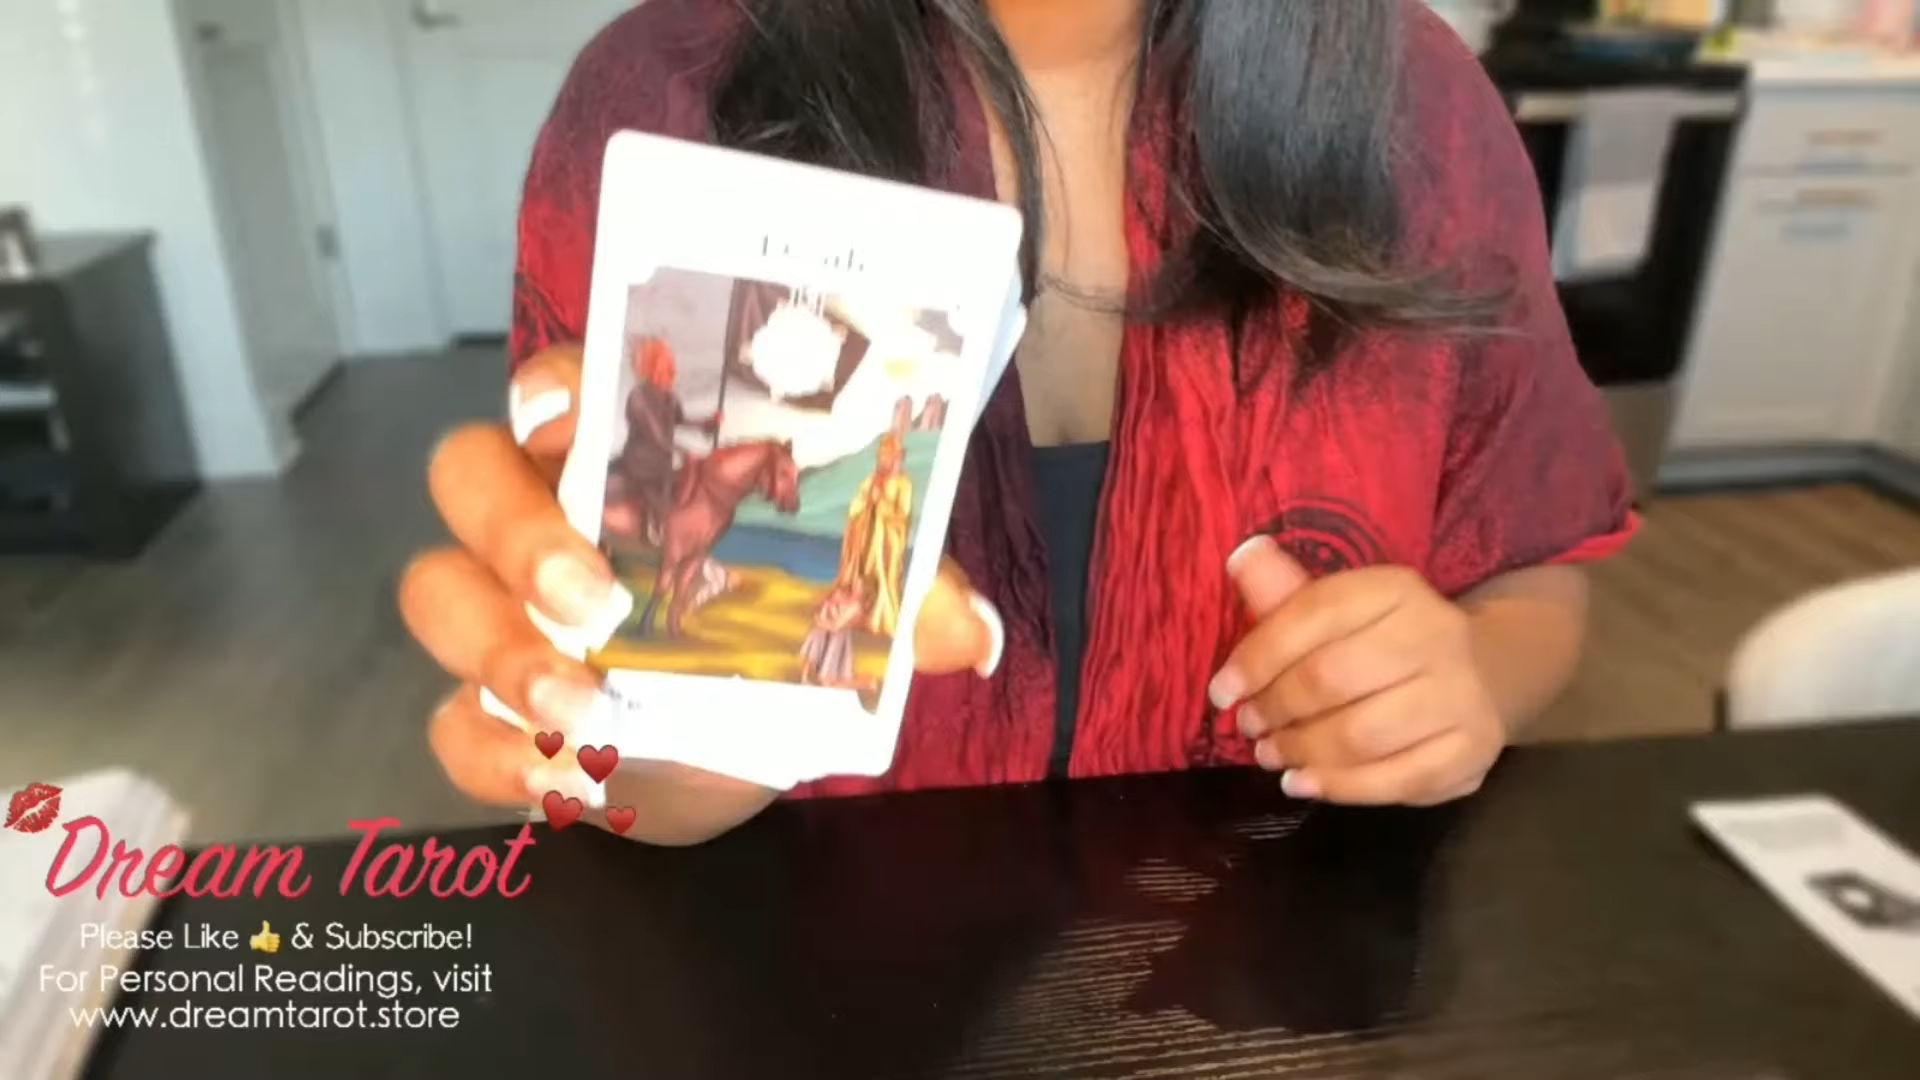 Dream Tarot
Please Like 👍 & Subscribe!
For Personal Readings, visit
www.dreamtarot.store